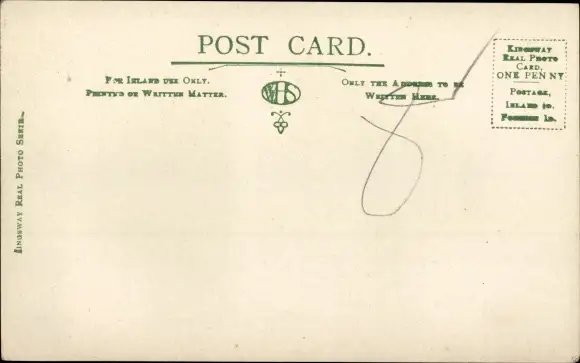 POST CARD.
FOR INLAND USE ONLY.
PRINTED OR WRITTEN MATTER.
WHS
ONLY THE ADDRESS TO BE
WRITTEN HERE.
KINGSWAY
REAL PHOTO
CARD,
ONE PENNY
POSTAGE,
INLAND ½D.
FOREIGN 1D.
KINGSWAY REAL PHOTO SERIES